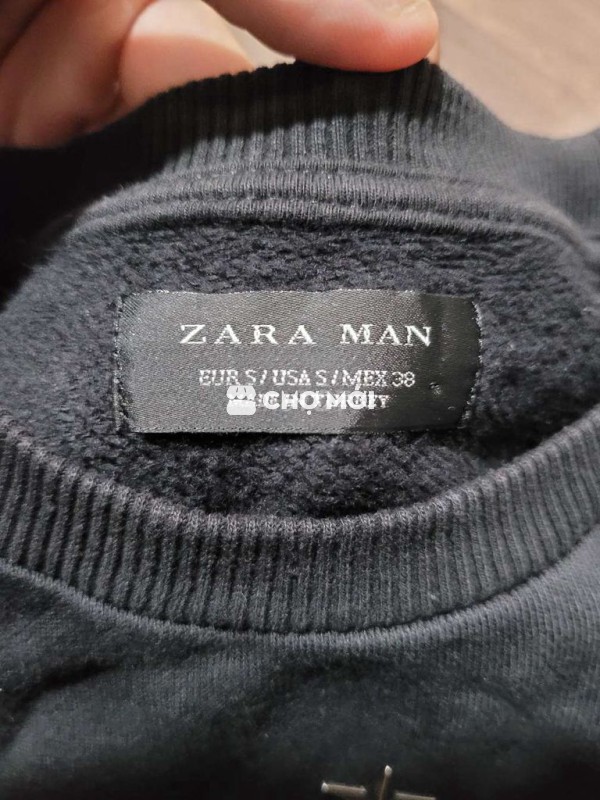 ZARA MAN
EUR S / USA S / MEX 38
CHỢ MỚI